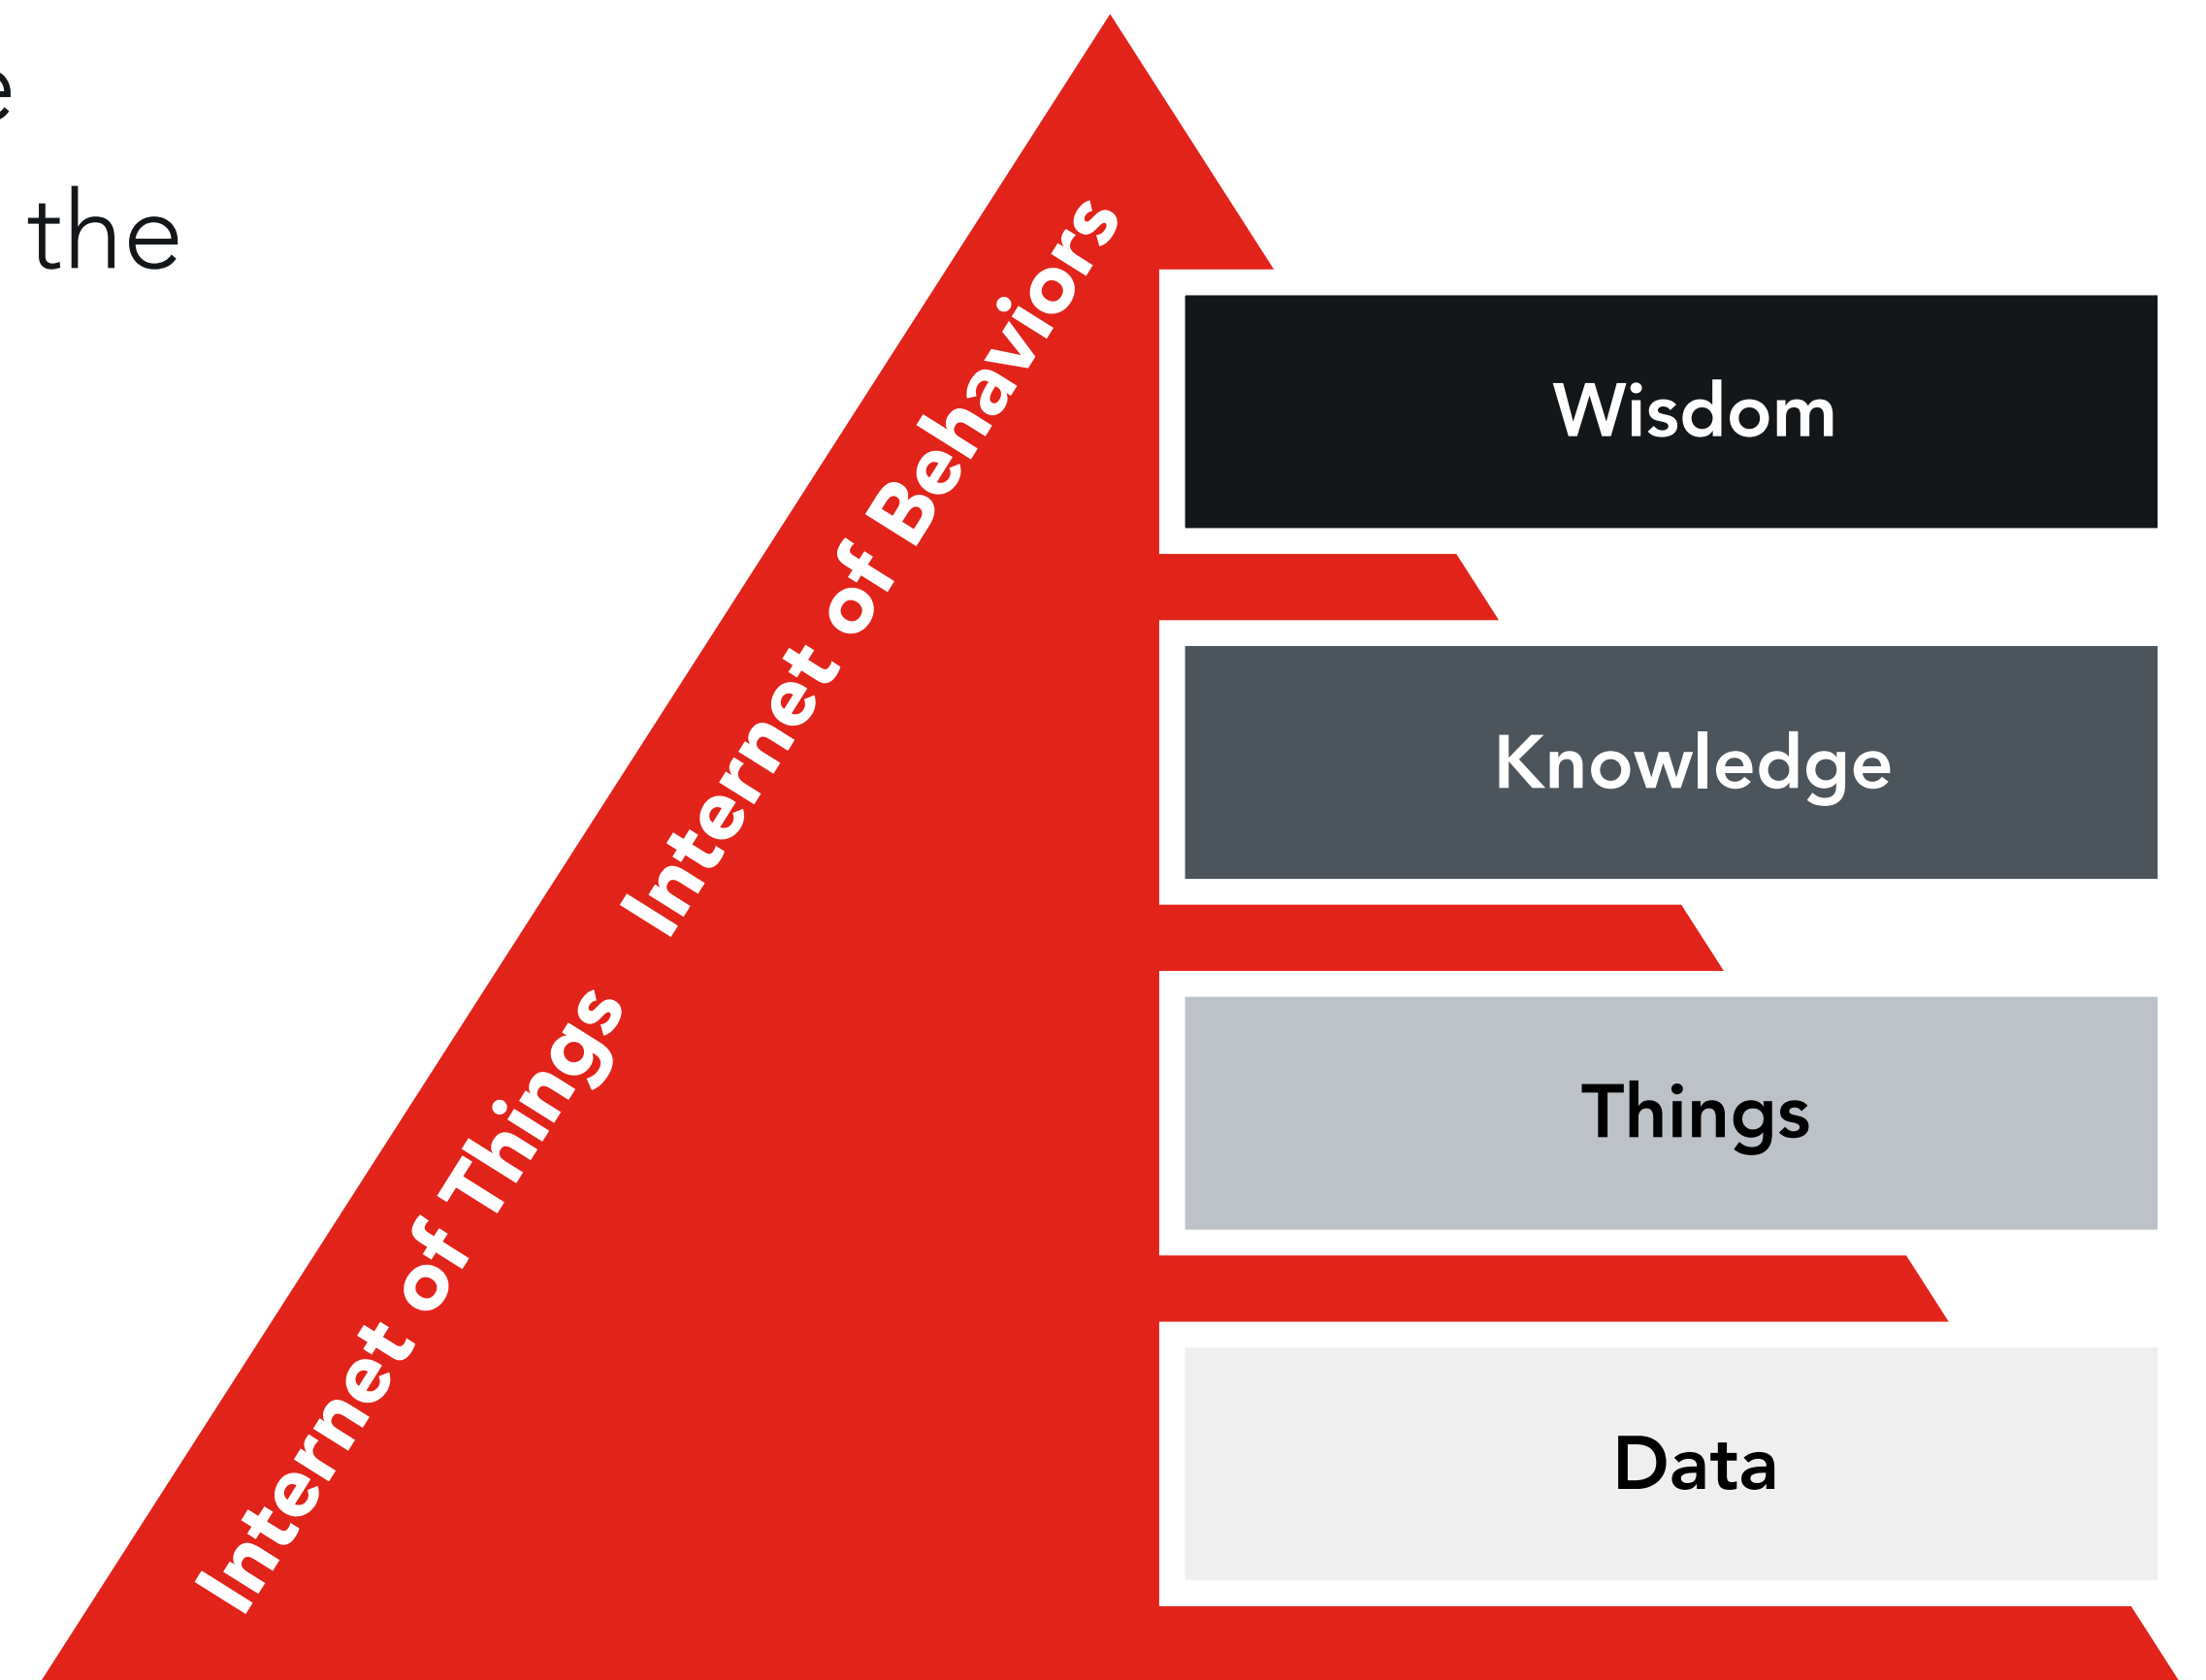 the
Internet of Things Internet of Behaviors
Wisdom
Knowledge
Things
Data